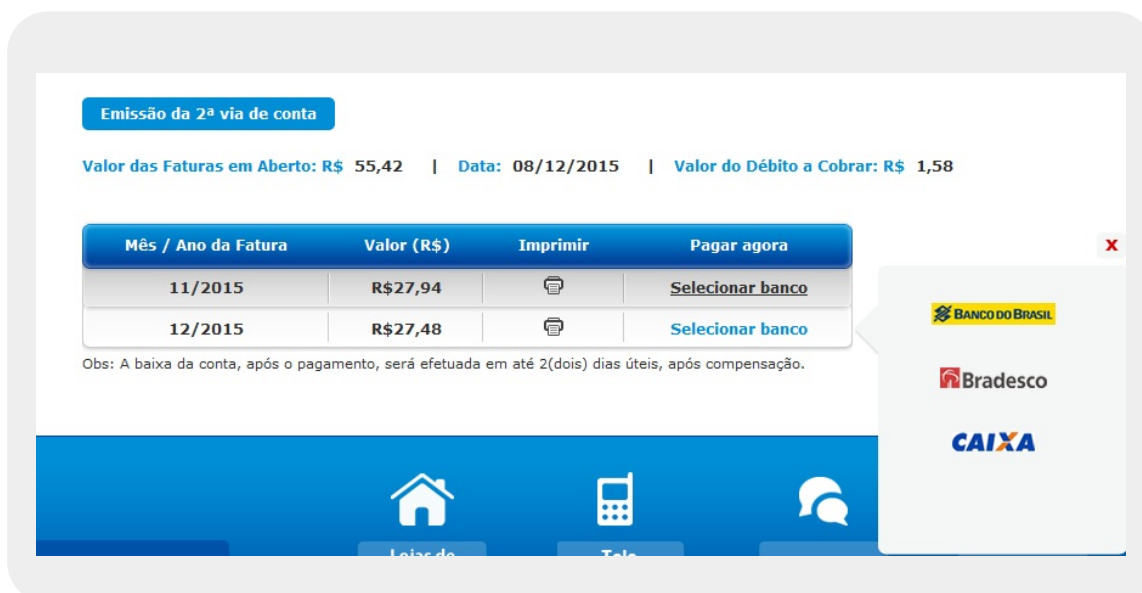 Emissão da 2ª via de conta
Valor das Faturas em Aberto: R$ 55,42 | Data: 08/12/2015 | Valor do Débito a Cobrar: R$ 1,58
Mês / Ano da Fatura Valor (R$) Imprimir Pagar agora
X
11/2015 R$27,94 Selecionar banco
12/2015 R$27,48 Selecionar banco
Obs: A baixa da conta, após o pagamento, será efetuada em até 2(dois) dias úteis, após compensação.
BANCO DO BRASIL
Bradesco
CAIXA
Lojas de
Tele